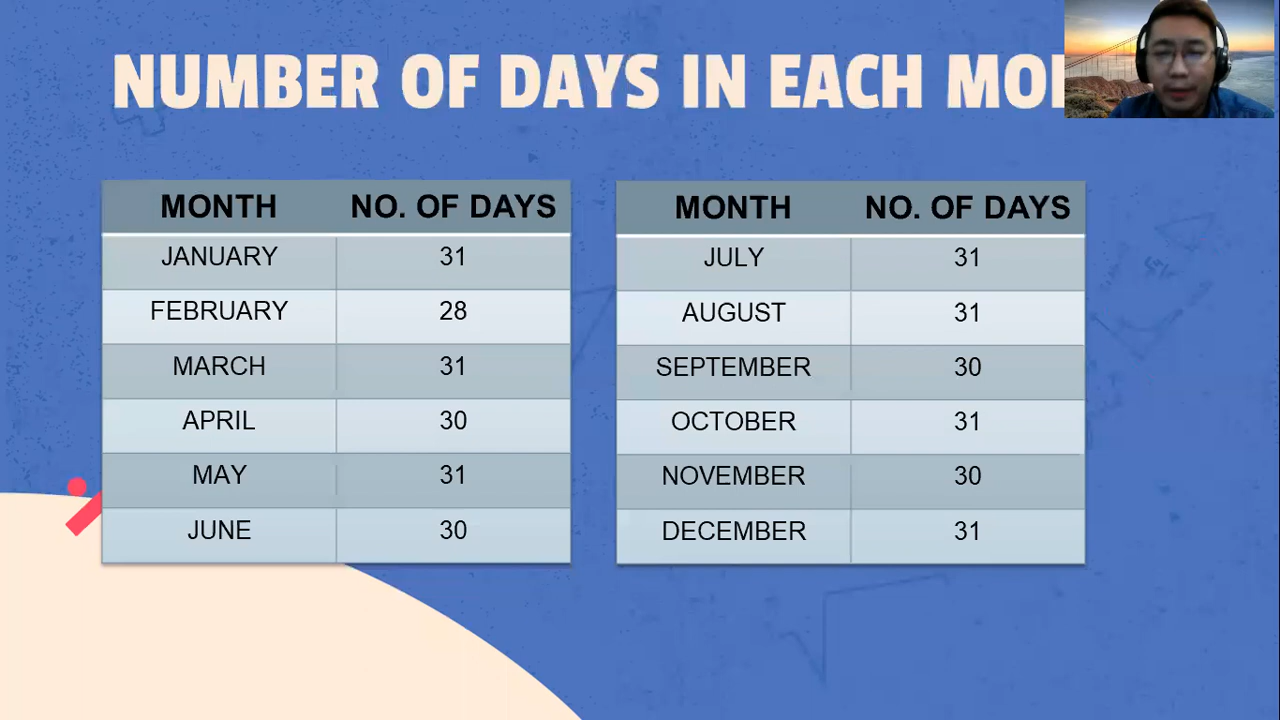 NUMBER OF DAYS IN EACH
MONTH NO. OF DAYS
JANUARY 31
FEBRUARY 28
MARCH 31
APRIL 30
MAY 31
JUNE 30
MONTH NO. OF DAYS
JULY 31
AUGUST 31
SEPTEMBER 30
OCTOBER 31
NOVEMBER 30
DECEMBER 31